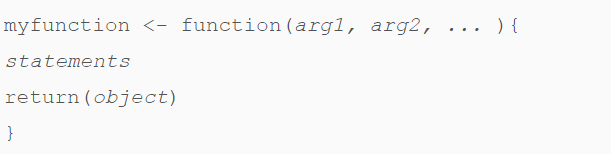 myfunction <- function(arg1, arg2, ... ){
statements
return(object)
}